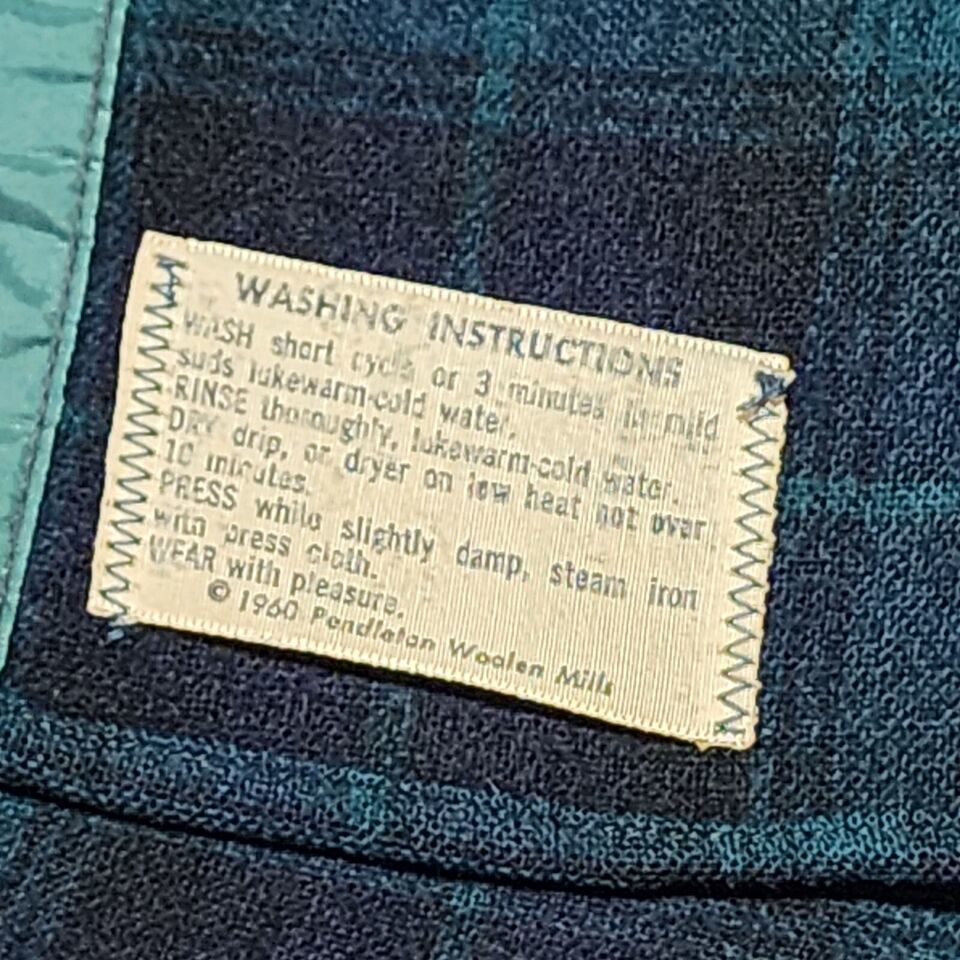 WASHING INSTRUCTIONS
WASH short cycle or 3 minutes in mild
suds lukewarm-cold water.
RINSE thoroughly, lukewarm-cold water.
DRY drip, or dryer on low heat not over
10 minutes.
PRESS while slightly damp, steam iron
with press cloth.
WEAR with pleasure.
© 1960 Pendleton Woolen Mills